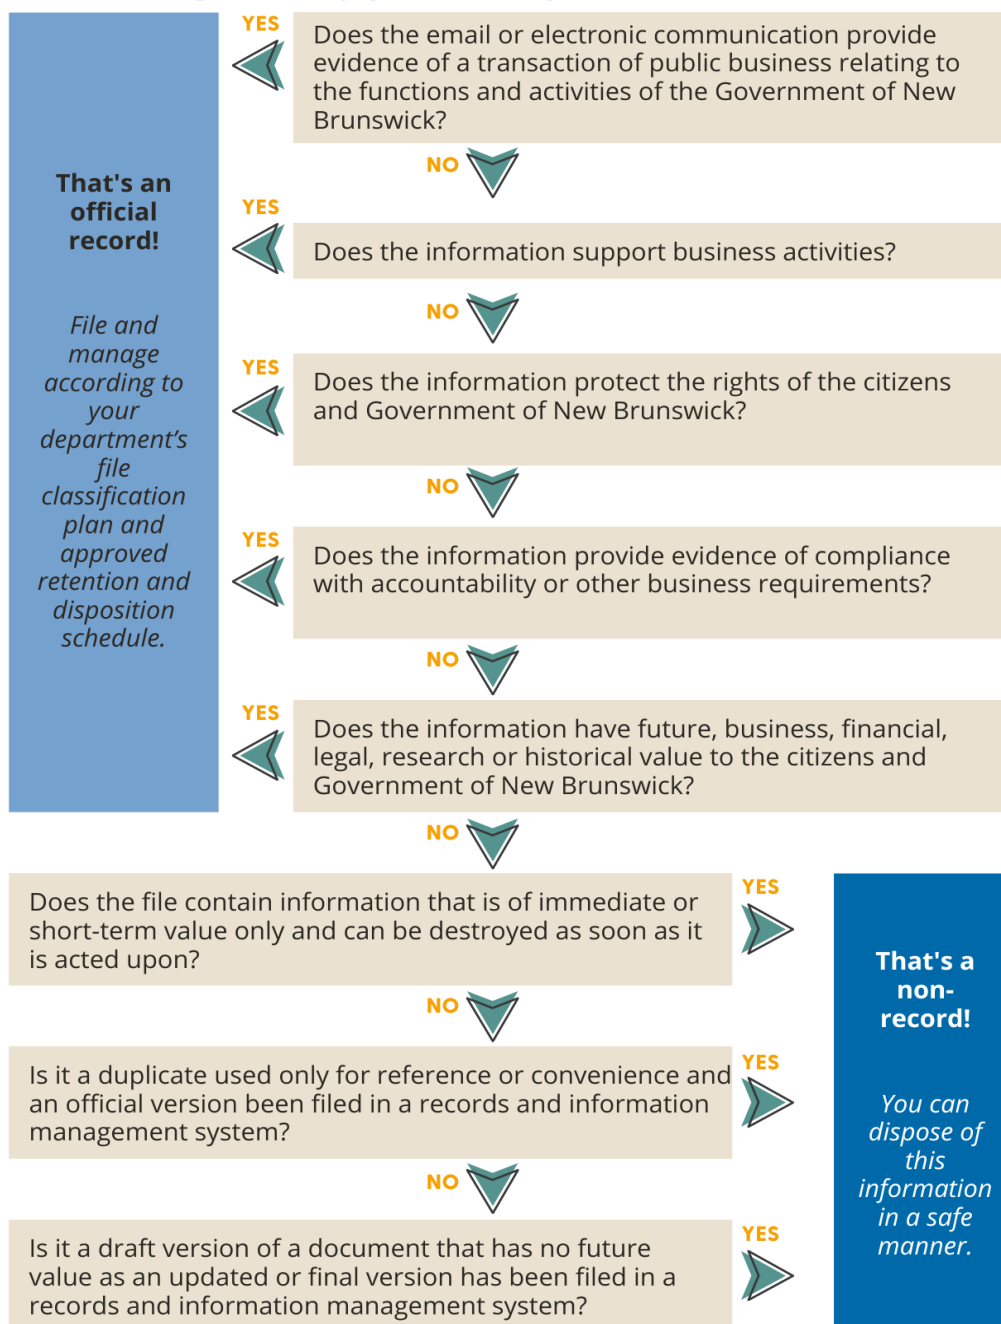 YES
Does the email or electronic communication provide
evidence of a transaction of public business relating to
the functions and activities of the Government of New
Brunswick?
NO
That's an
official
record!
File and
manage
according to
your
department’s
file
classification
plan and
approved
retention and
disposition
schedule.
YES
Does the information support business activities?
NO
YES
Does the information protect the rights of the citizens
and Government of New Brunswick?
NO
YES
Does the information provide evidence of compliance
with accountability or other business requirements?
NO
YES
Does the information have future, business, financial,
legal, research or historical value to the citizens and
Government of New Brunswick?
NO
Does the file contain information that is of immediate or
short-term value only and can be destroyed as soon as it
is acted upon?
YES
NO
That's a
non-
record!
You can
dispose of
this
information
in a safe
manner.
Is it a duplicate used only for reference or convenience and
an official version been filed in a records and information
management system?
YES
NO
Is it a draft version of a document that has no future
value as an updated or final version has been filed in a
records and information management system?
YES